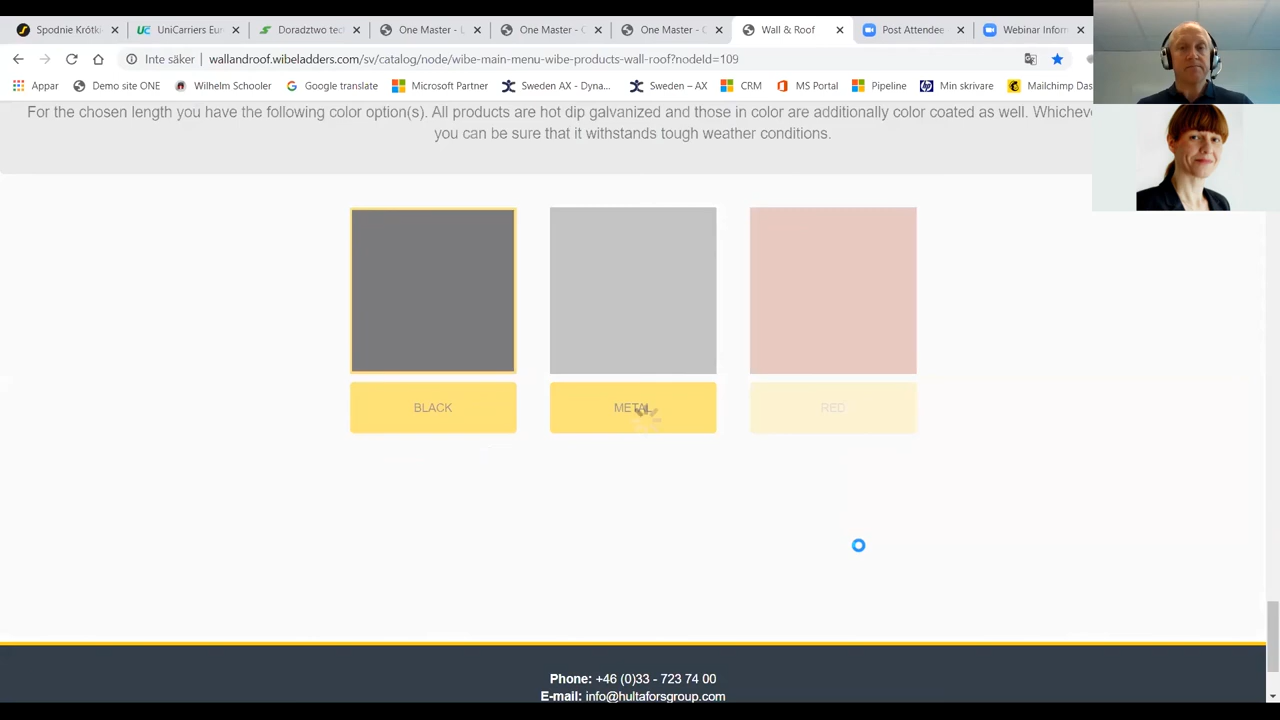 Spodnie Krótki
UniCarriers Eur
Doradztwo tech
One Master - L
One Master - C
One Master - C
Wall & Roof
Post Attendee
Webinar Inform
Inte säker
wallandroof.wibeladders.com/sv/catalog/node/wibe-main-menu-wibe-products-wall-roof?nodeId=109
Appar
Demo site ONE
Wilhelm Schooler
Google translate
Microsoft Partner
Sweden AX - Dyna...
Sweden – AX
CRM
MS Portal
Pipeline
Min skrivare
Mailchimp Das
For the chosen length you have the following color option(s). All products are hot dip galvanized and those in color are additionally color coated as well. Whicheve
you can be sure that it withstands tough weather conditions.
BLACK
METAL
RED
Phone: +46 (0)33 - 723 74 00
E-mail: info@hultaforsgroup.com